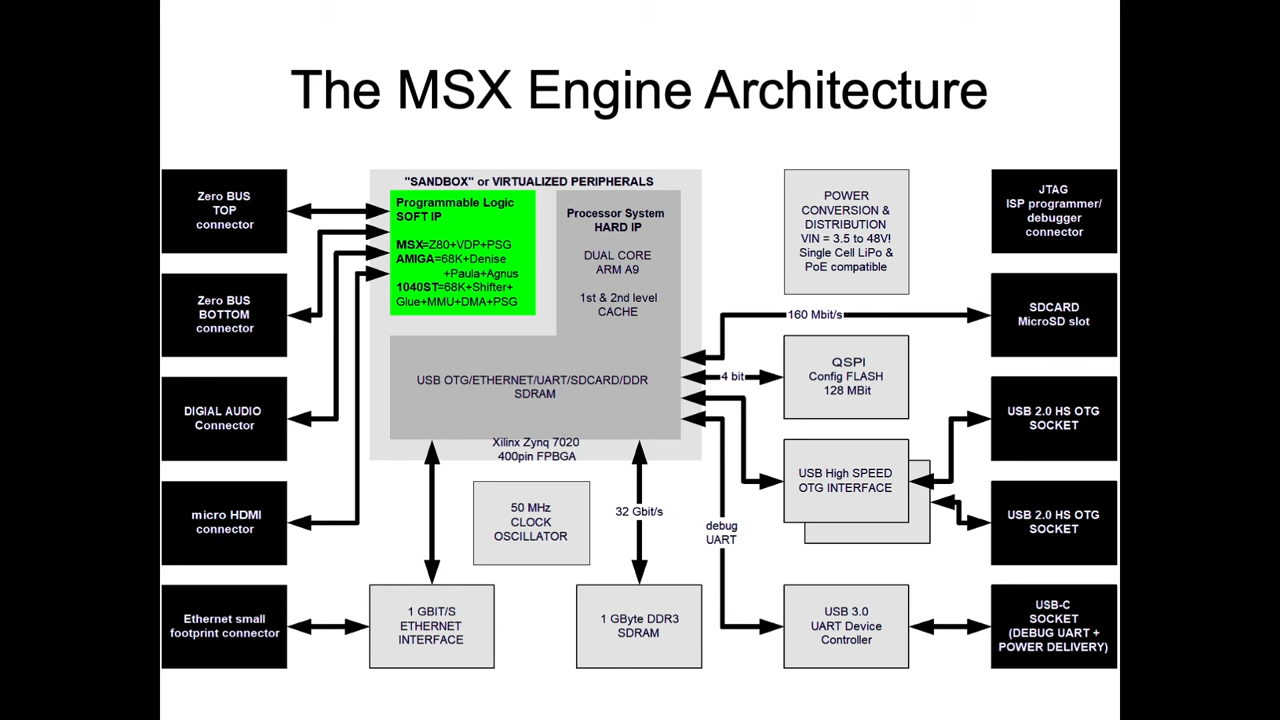 The MSX Engine Architecture
Zero BUS
TOP
connector
Zero BUS
BOTTOM
connector
DIGIAL AUDIO
Connector
micro HDMI
connector
Ethernet small
footprint connector
"SANDBOX" or VIRTUALIZED PERIPHERALS
Programmable Logic
SOFT IP
MSX=Z80+VDP+PSG
AMIGA=68K+Denise
+Paula+Agnus
1040ST=68K+Shifter+
Glue+MMU+DMA+PSG
Processor System
HARD IP
DUAL CORE
ARM A9
1st & 2nd level
CACHE
USB OTG/ETHERNET/UART/SDCARD/DDR
SDRAM
Xilinx Zynq 7020
400pin FPBGA
50 MHz
CLOCK
OSCILLATOR
32 Gbit/s
1 GBIT/S
ETHERNET
INTERFACE
1 GByte DDR3
SDRAM
POWER
CONVERSION &
DISTRIBUTION
VIN = 3.5 to 48V!
Single Cell LiPo &
PoE compatible
160 Mbit/s
4 bit
QSPI
Config FLASH
128 MBit
USB High SPEED
OTG INTERFACE
debug
UART
USB 3.0
UART Device
Controller
JTAG
ISP programmer/
debugger
connector
SDCARD
MicroSD slot
USB 2.0 HS OTG
SOCKET
USB 2.0 HS OTG
SOCKET
USB-C
SOCKET
(DEBUG UART +
POWER DELIVERY)